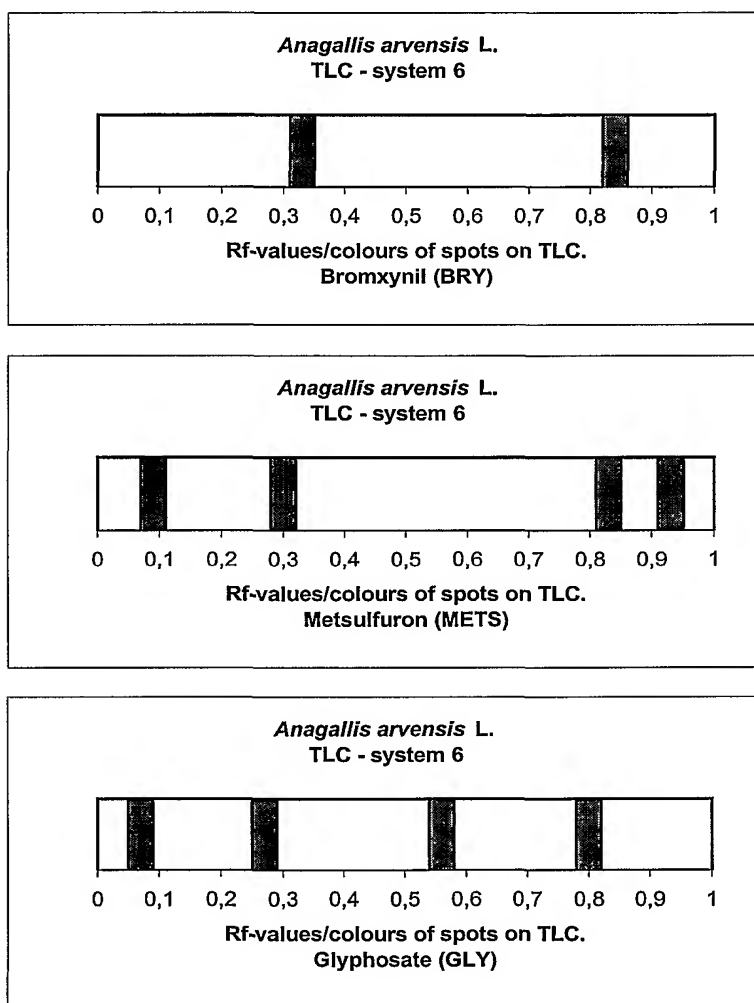 Anagallis arvensis L.
TLC - system 6
0 0,1 0,2 0,3 0,4 0,5 0,6 0,7 0,8 0,9 1
Rf-values/colours of spots on TLC.
Bromxynil (BRY)
Anagallis arvensis L.
TLC - system 6
0 0,1 0,2 0,3 0,4 0,5 0,6 0,7 0,8 0,9 1
Rf-values/colours of spots on TLC.
Metsulfuron (METS)
Anagallis arvensis L.
TLC - system 6
0 0,1 0,2 0,3 0,4 0,5 0,6 0,7 0,8 0,9 1
Rf-values/colours of spots on TLC.
Glyphosate (GLY)